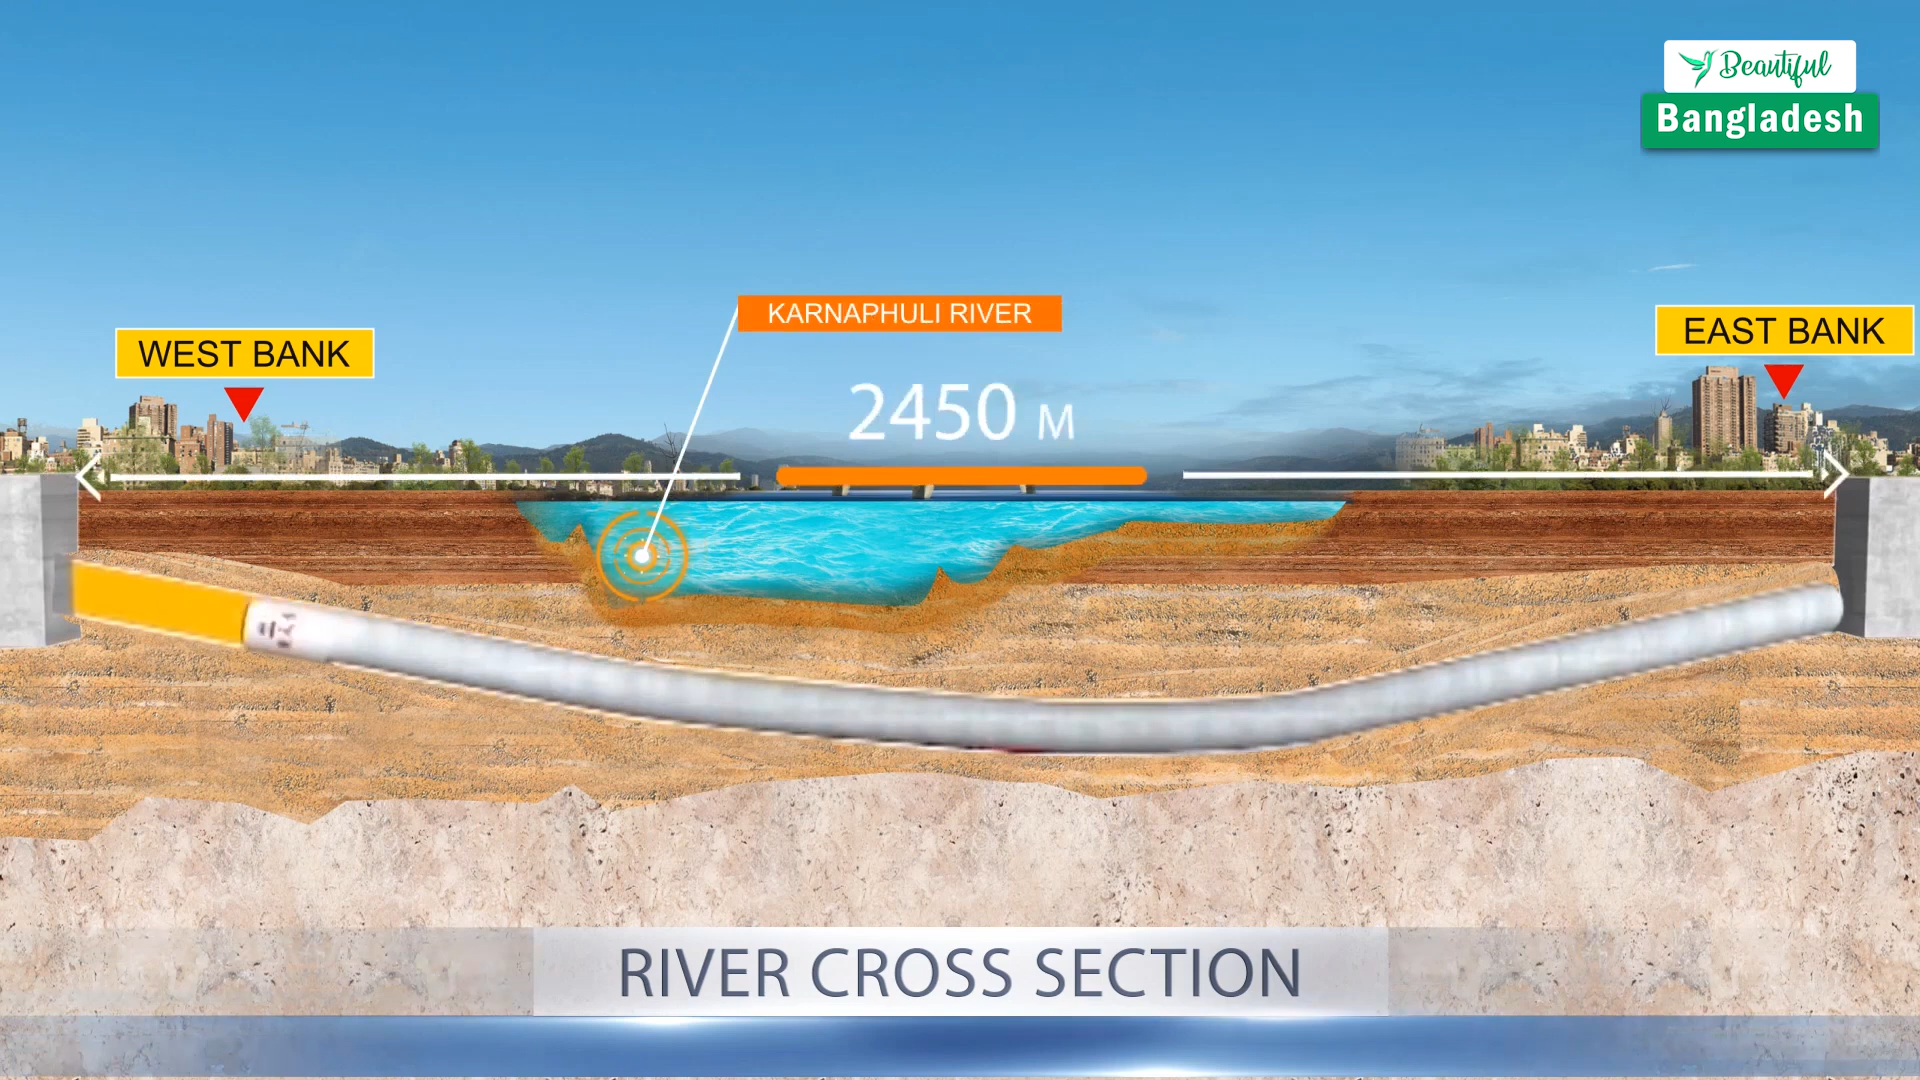 Beautiful
Bangladesh
KARNAPHULI RIVER
EAST BANK
WEST BANK
2450 M
RIVER CROSS SECTION